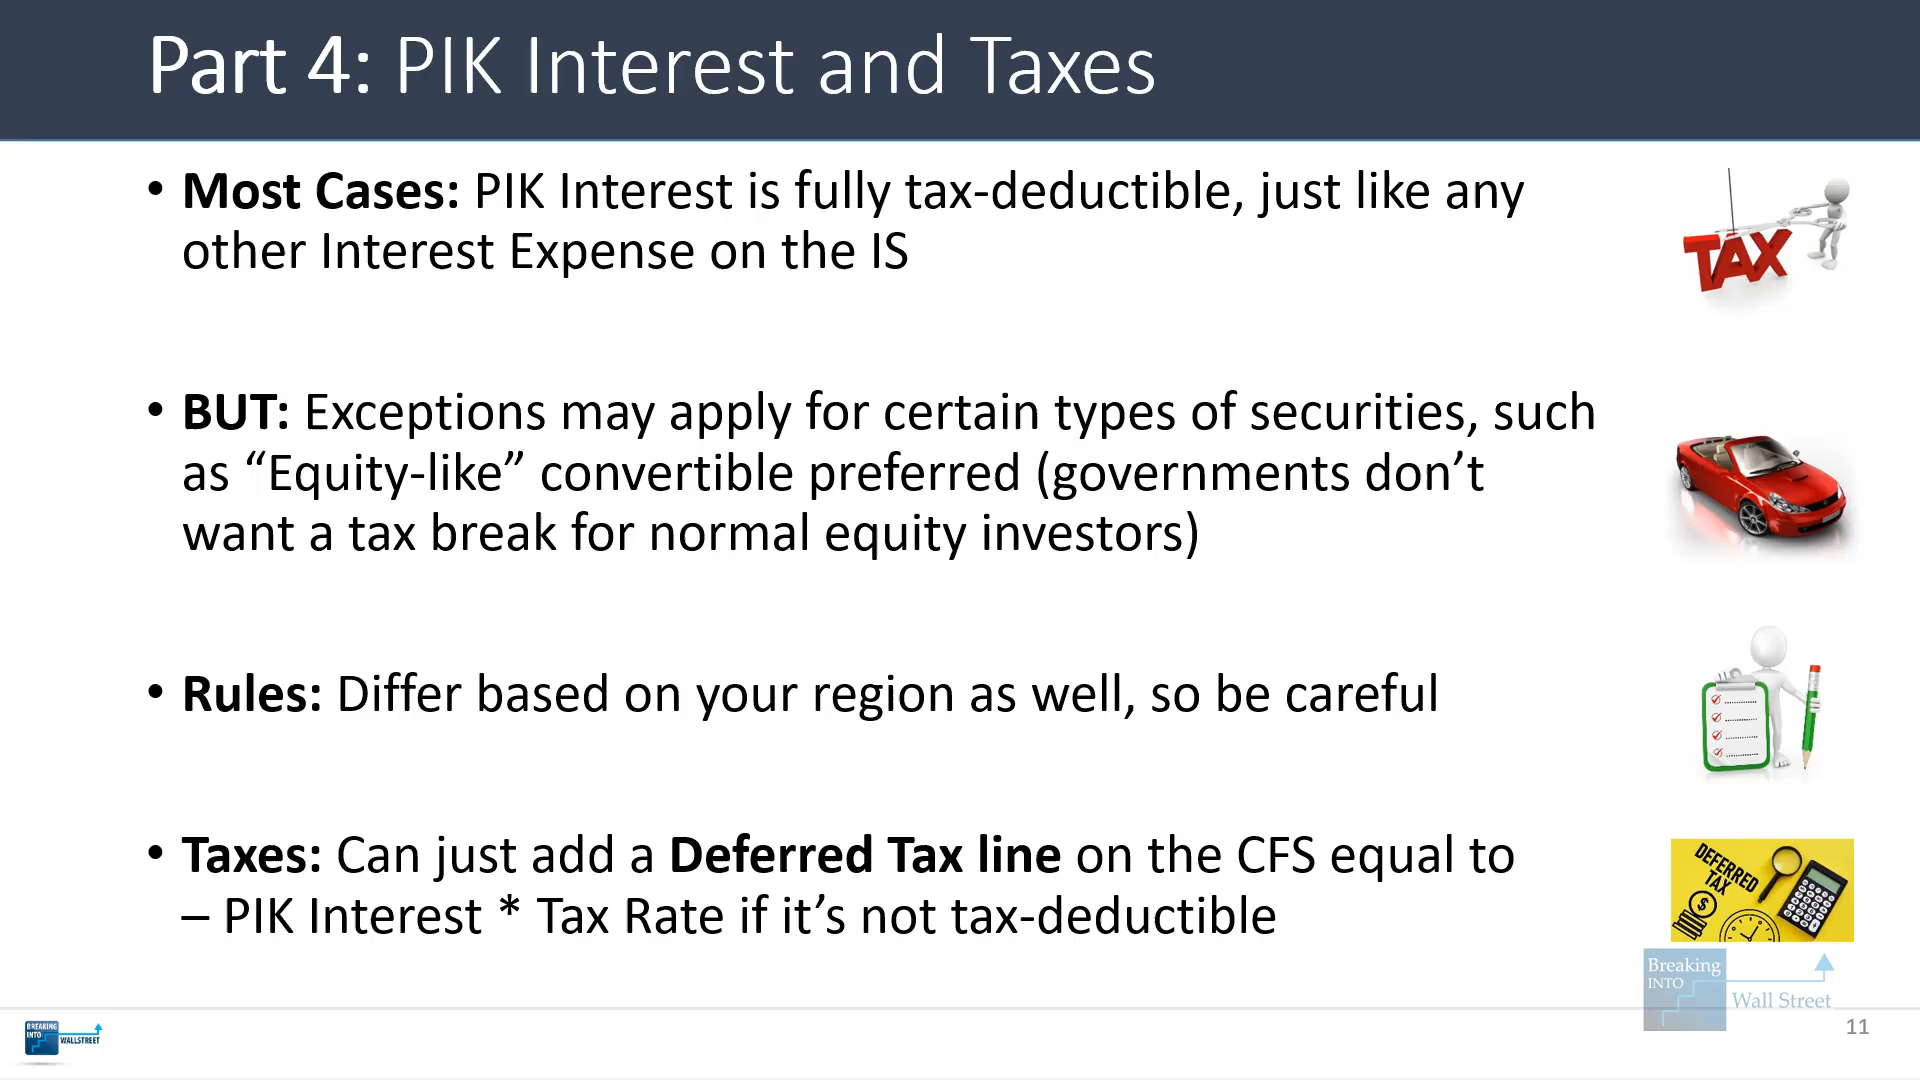 Part 4: PIK Interest and Taxes
• Most Cases: PIK Interest is fully tax-deductible, just like any
other Interest Expense on the IS
TAX
• BUT: Exceptions may apply for certain types of securities, such
as “Equity-like” convertible preferred (governments don’t
want a tax break for normal equity investors)
• Rules: Differ based on your region as well, so be careful
• Taxes: Can just add a Deferred Tax line on the CFS equal to
– PIK Interest * Tax Rate if it’s not tax-deductible
DEFERRED
TAX
$
Breaking
INTO
Wall Street
BREAKING
INTO
WALLSTREET
11